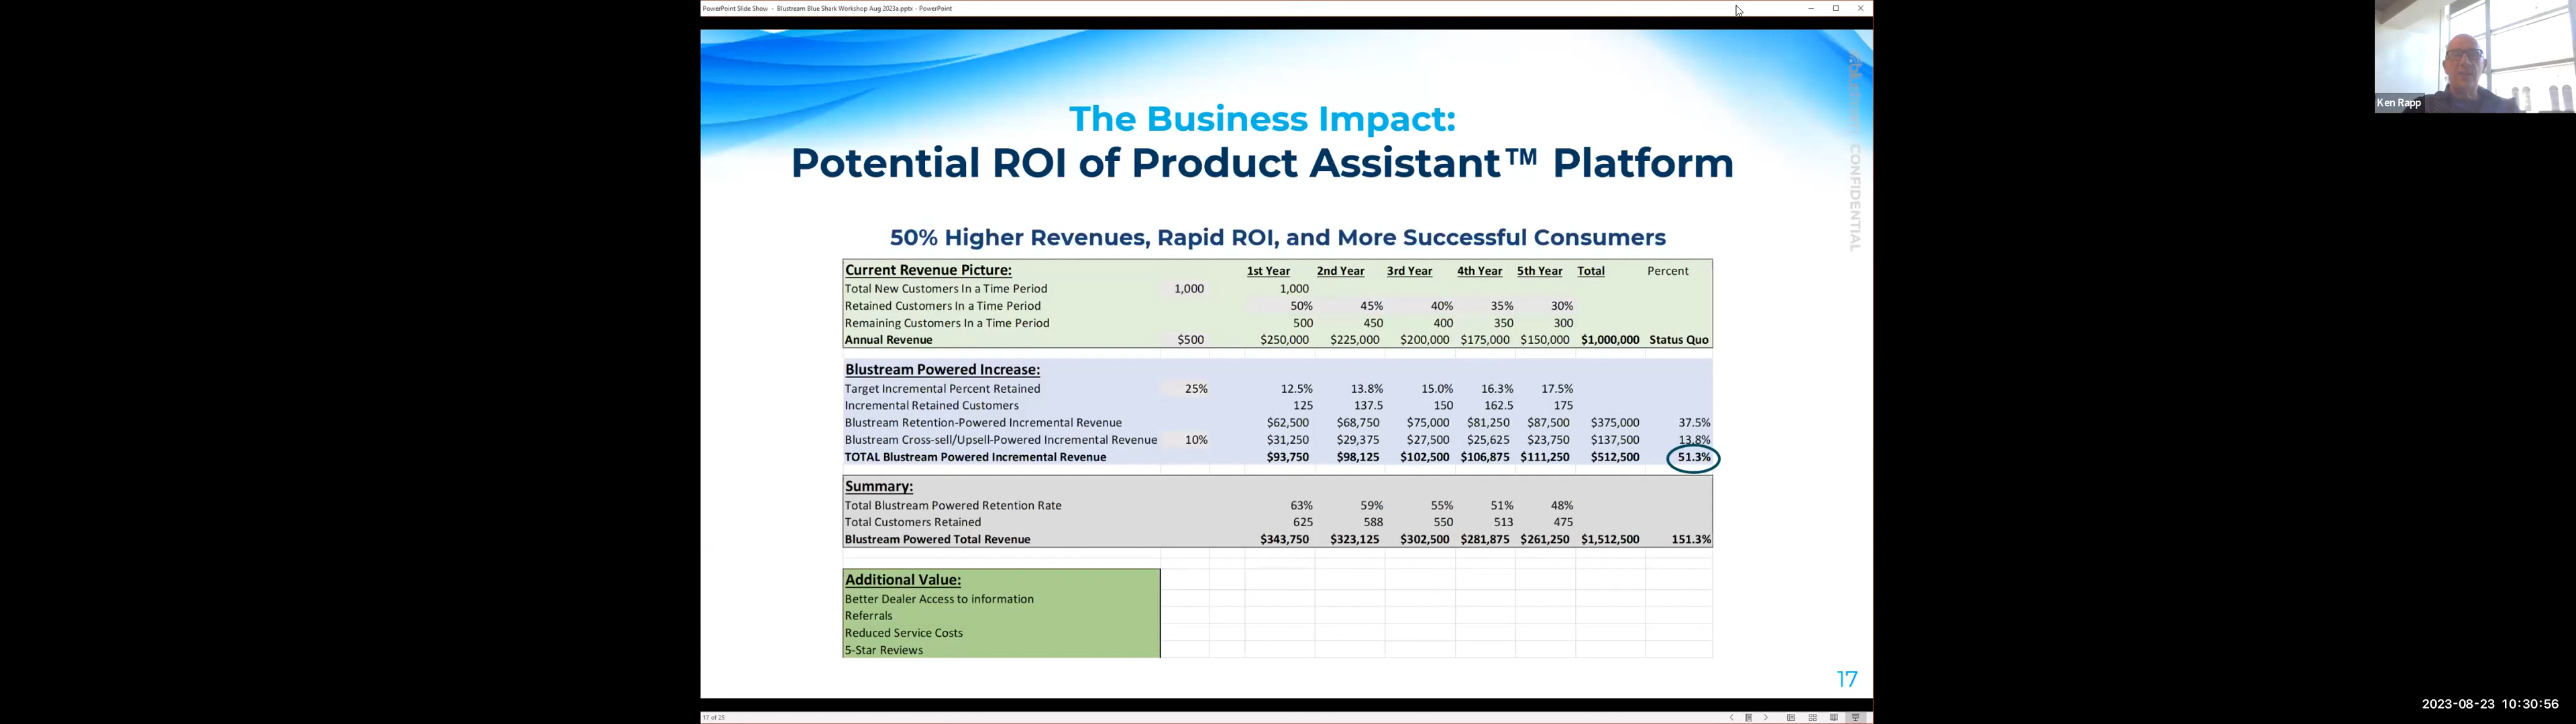 PowerPoint Slide Show - Blustream Blue Shark Workshop Aug 2023a.pptx - PowerPoint
Ken Rapp
CONFIDENTIAL
The Business Impact:
Potential ROI of Product Assistant™ Platform
50% Higher Revenues, Rapid ROI, and More Successful Consumers
Current Revenue Picture: 1st Year 2nd Year 3rd Year 4th Year 5th Year Total Percent
Total New Customers In a Time Period 1,000 1,000
Retained Customers In a Time Period 50% 45% 40% 35% 30%
Remaining Customers In a Time Period 500 450 400 350 300
Annual Revenue $500 $250,000 $225,000 $200,000 $175,000 $150,000 $1,000,000 Status Quo
Blustream Powered Increase:
Target Incremental Percent Retained 25% 12.5% 13.8% 15.0% 16.3% 17.5%
Incremental Retained Customers 125 137.5 150 162.5 175
Blustream Retention-Powered Incremental Revenue $62,500 $68,750 $75,000 $81,250 $87,500 $375,000 37.5%
Blustream Cross-sell/Upsell-Powered Incremental Revenue 10% $31,250 $29,375 $27,500 $25,625 $23,750 $137,500 13.8%
TOTAL Blustream Powered Incremental Revenue $93,750 $98,125 $102,500 $106,875 $111,250 $512,500 51.3%
Summary:
Total Blustream Powered Retention Rate 63% 59% 55% 51% 48%
Total Customers Retained 625 588 550 513 475
Blustream Powered Total Revenue $343,750 $323,125 $302,500 $281,875 $261,250 $1,512,500 151.3%
Additional Value:
Better Dealer Access to information
Referrals
Reduced Service Costs
5-Star Reviews
17
17 of 25
2023-08-23 10:30:56